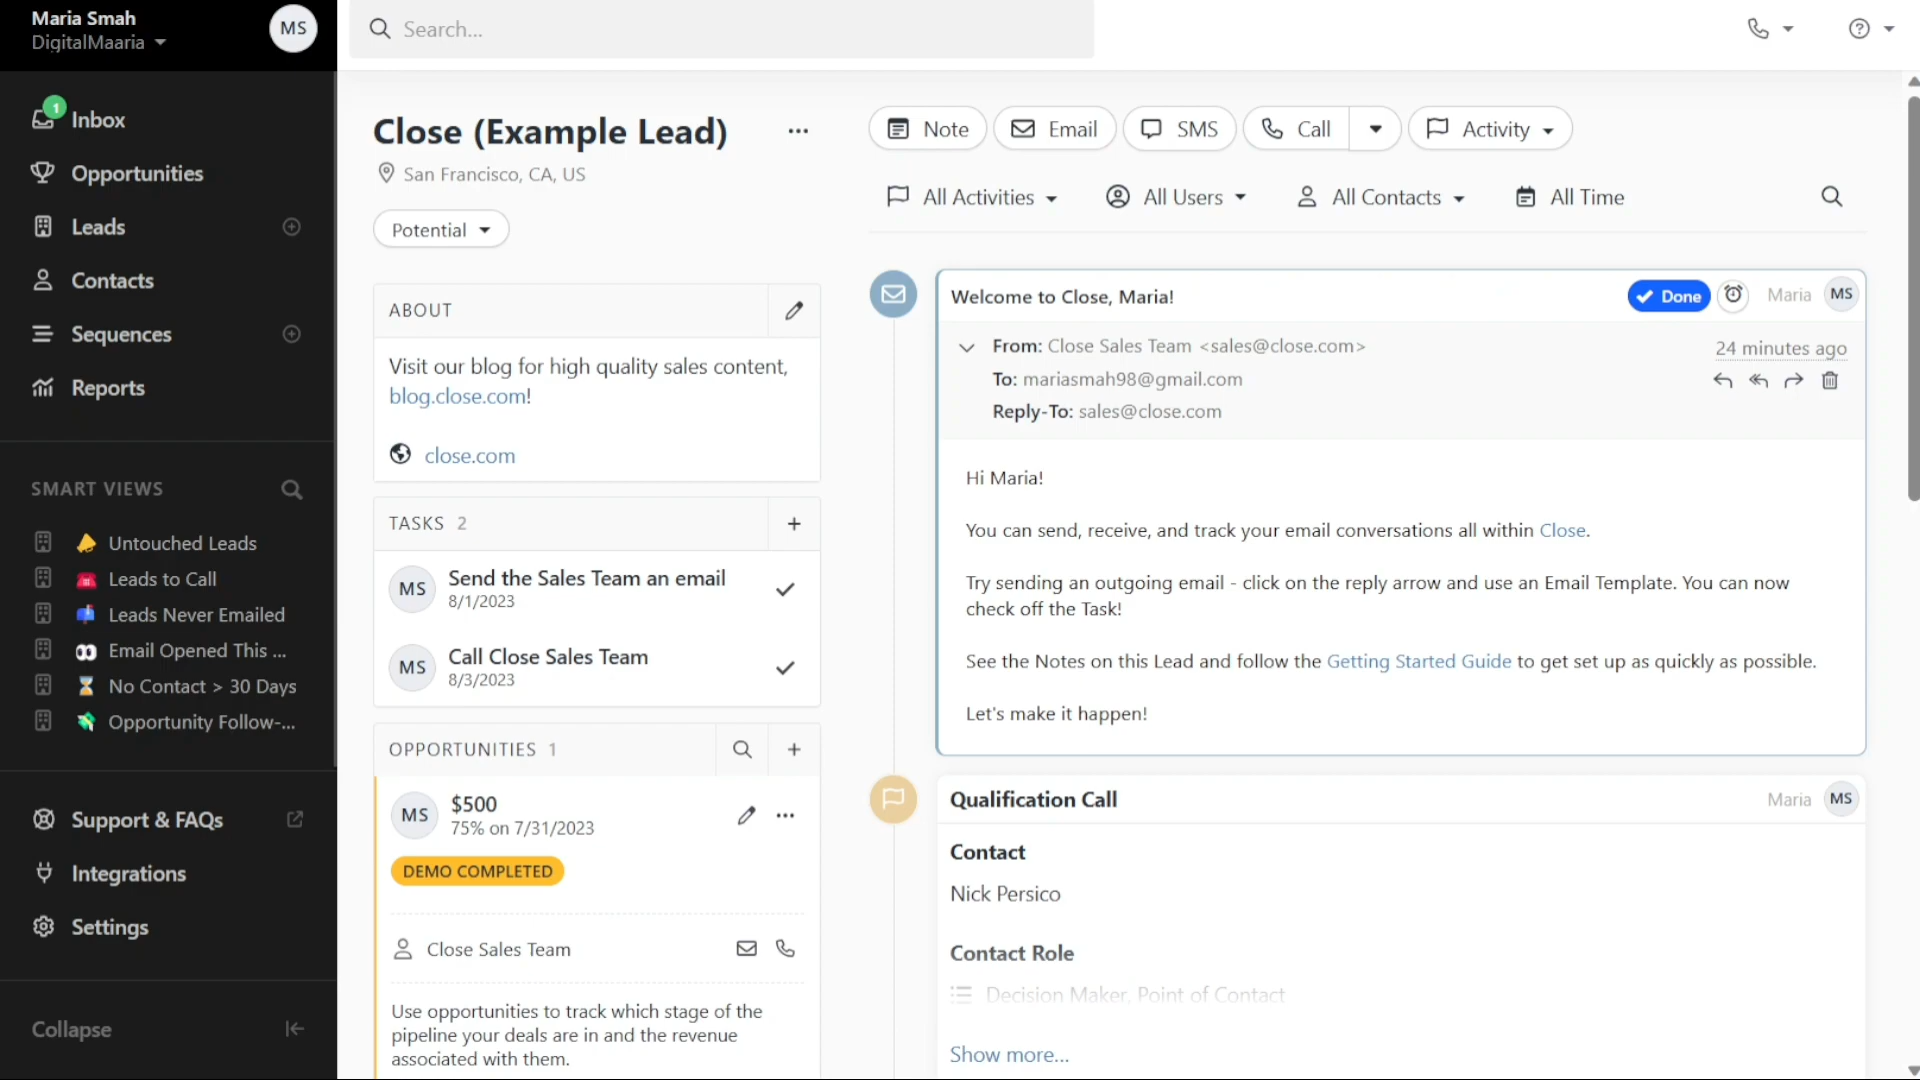 Maria Smah
DigitalMaaria
MS
Search...
1
Inbox
Opportunities
Leads
Contacts
Sequences
Reports
SMART VIEWS
Untouched Leads
Leads to Call
Leads Never Emailed
Email Opened This ...
No Contact > 30 Days
Opportunity Follow-...
Support & FAQs
Integrations
Settings
Collapse
Close (Example Lead)
San Francisco, CA, US
Potential
ABOUT
Visit our blog for high quality sales content,
blog.close.com!
close.com
TASKS 2
MS
Send the Sales Team an email
8/1/2023
MS
Call Close Sales Team
8/3/2023
OPPORTUNITIES 1
MS
$500
75% on 7/31/2023
DEMO COMPLETED
Close Sales Team
Use opportunities to track which stage of the
pipeline your deals are in and the revenue
associated with them.
Note
Email
SMS
Call
Activity
All Activities
All Users
All Contacts
All Time
Welcome to Close, Maria!
Done
Maria
MS
From: Close Sales Team <sales@close.com>
24 minutes ago
To: mariasmah98@gmail.com
Reply-To: sales@close.com
Hi Maria!
You can send, receive, and track your email conversations all within Close.
Try sending an outgoing email - click on the reply arrow and use an Email Template. You can now
check off the Task!
See the Notes on this Lead and follow the Getting Started Guide to get set up as quickly as possible.
Let's make it happen!
Qualification Call
Maria
MS
Contact
Nick Persico
Contact Role
Decision Maker, Point of Contact
Show more...